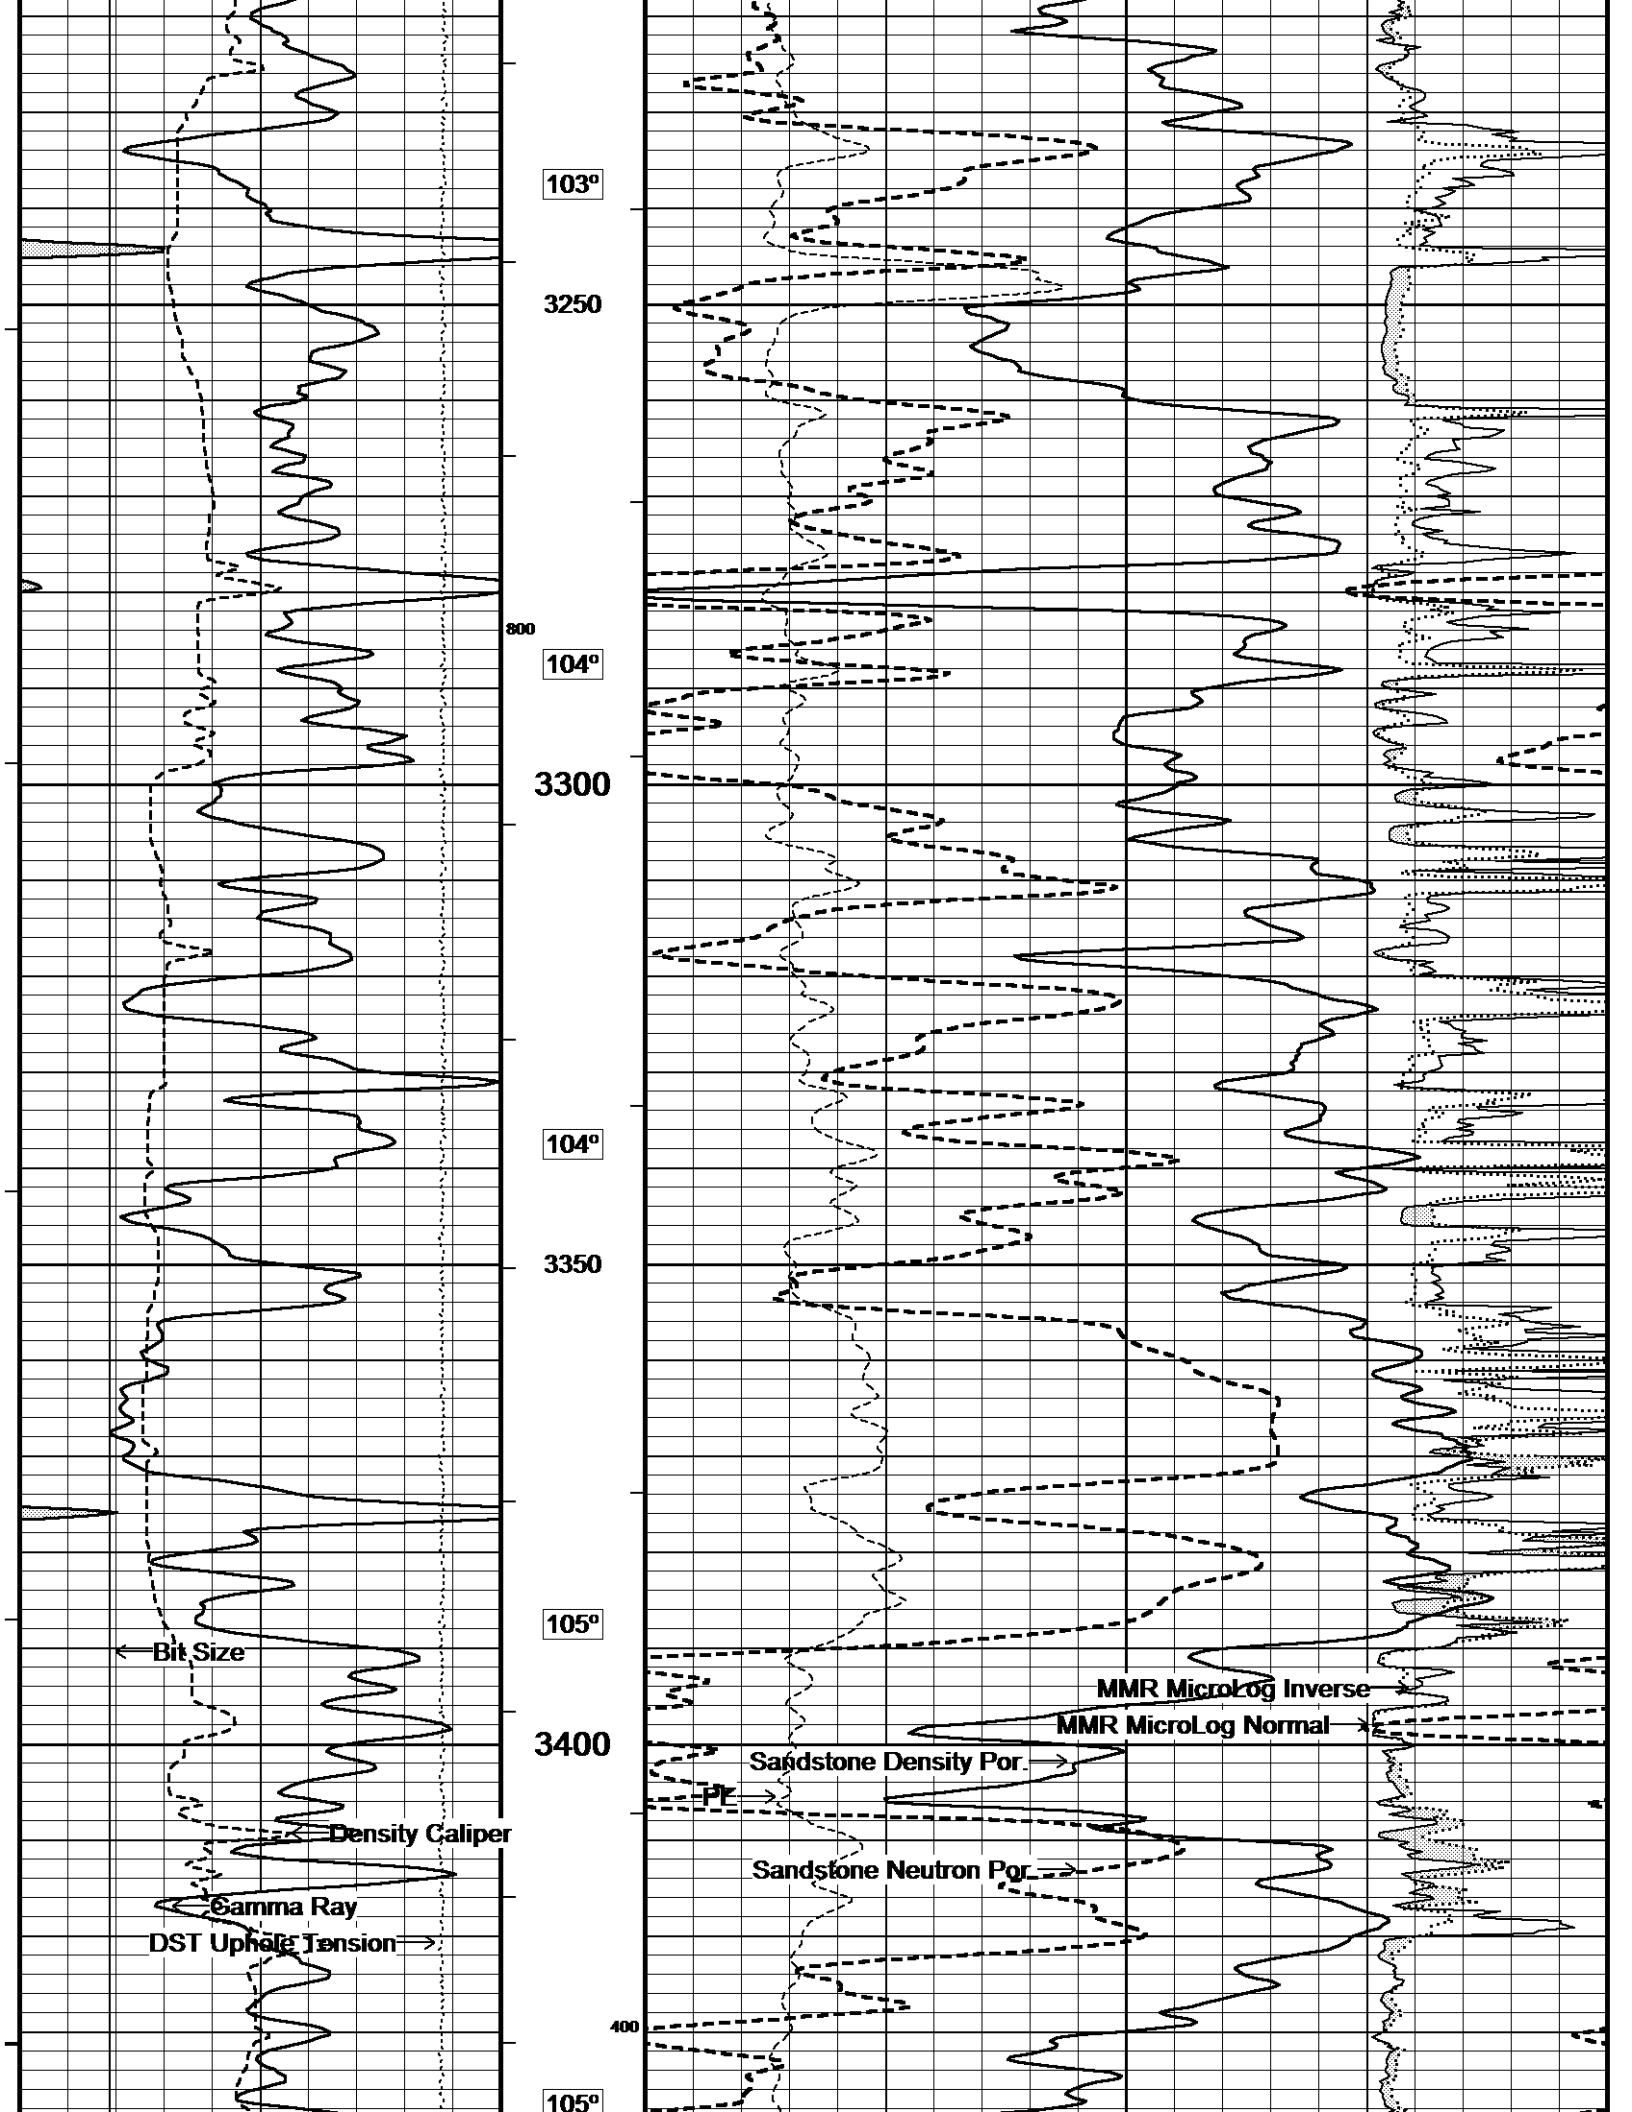 103º
3250
800
104º
3300
104º
3350
105º
Bit Size
MMR MicroLog Inverse
MMR MicroLog Normal
3400
Sandstone Density Por.
PE
Density Caliper
Sandstone Neutron Por.
Gamma Ray
DST Uphole Tension
400
105º